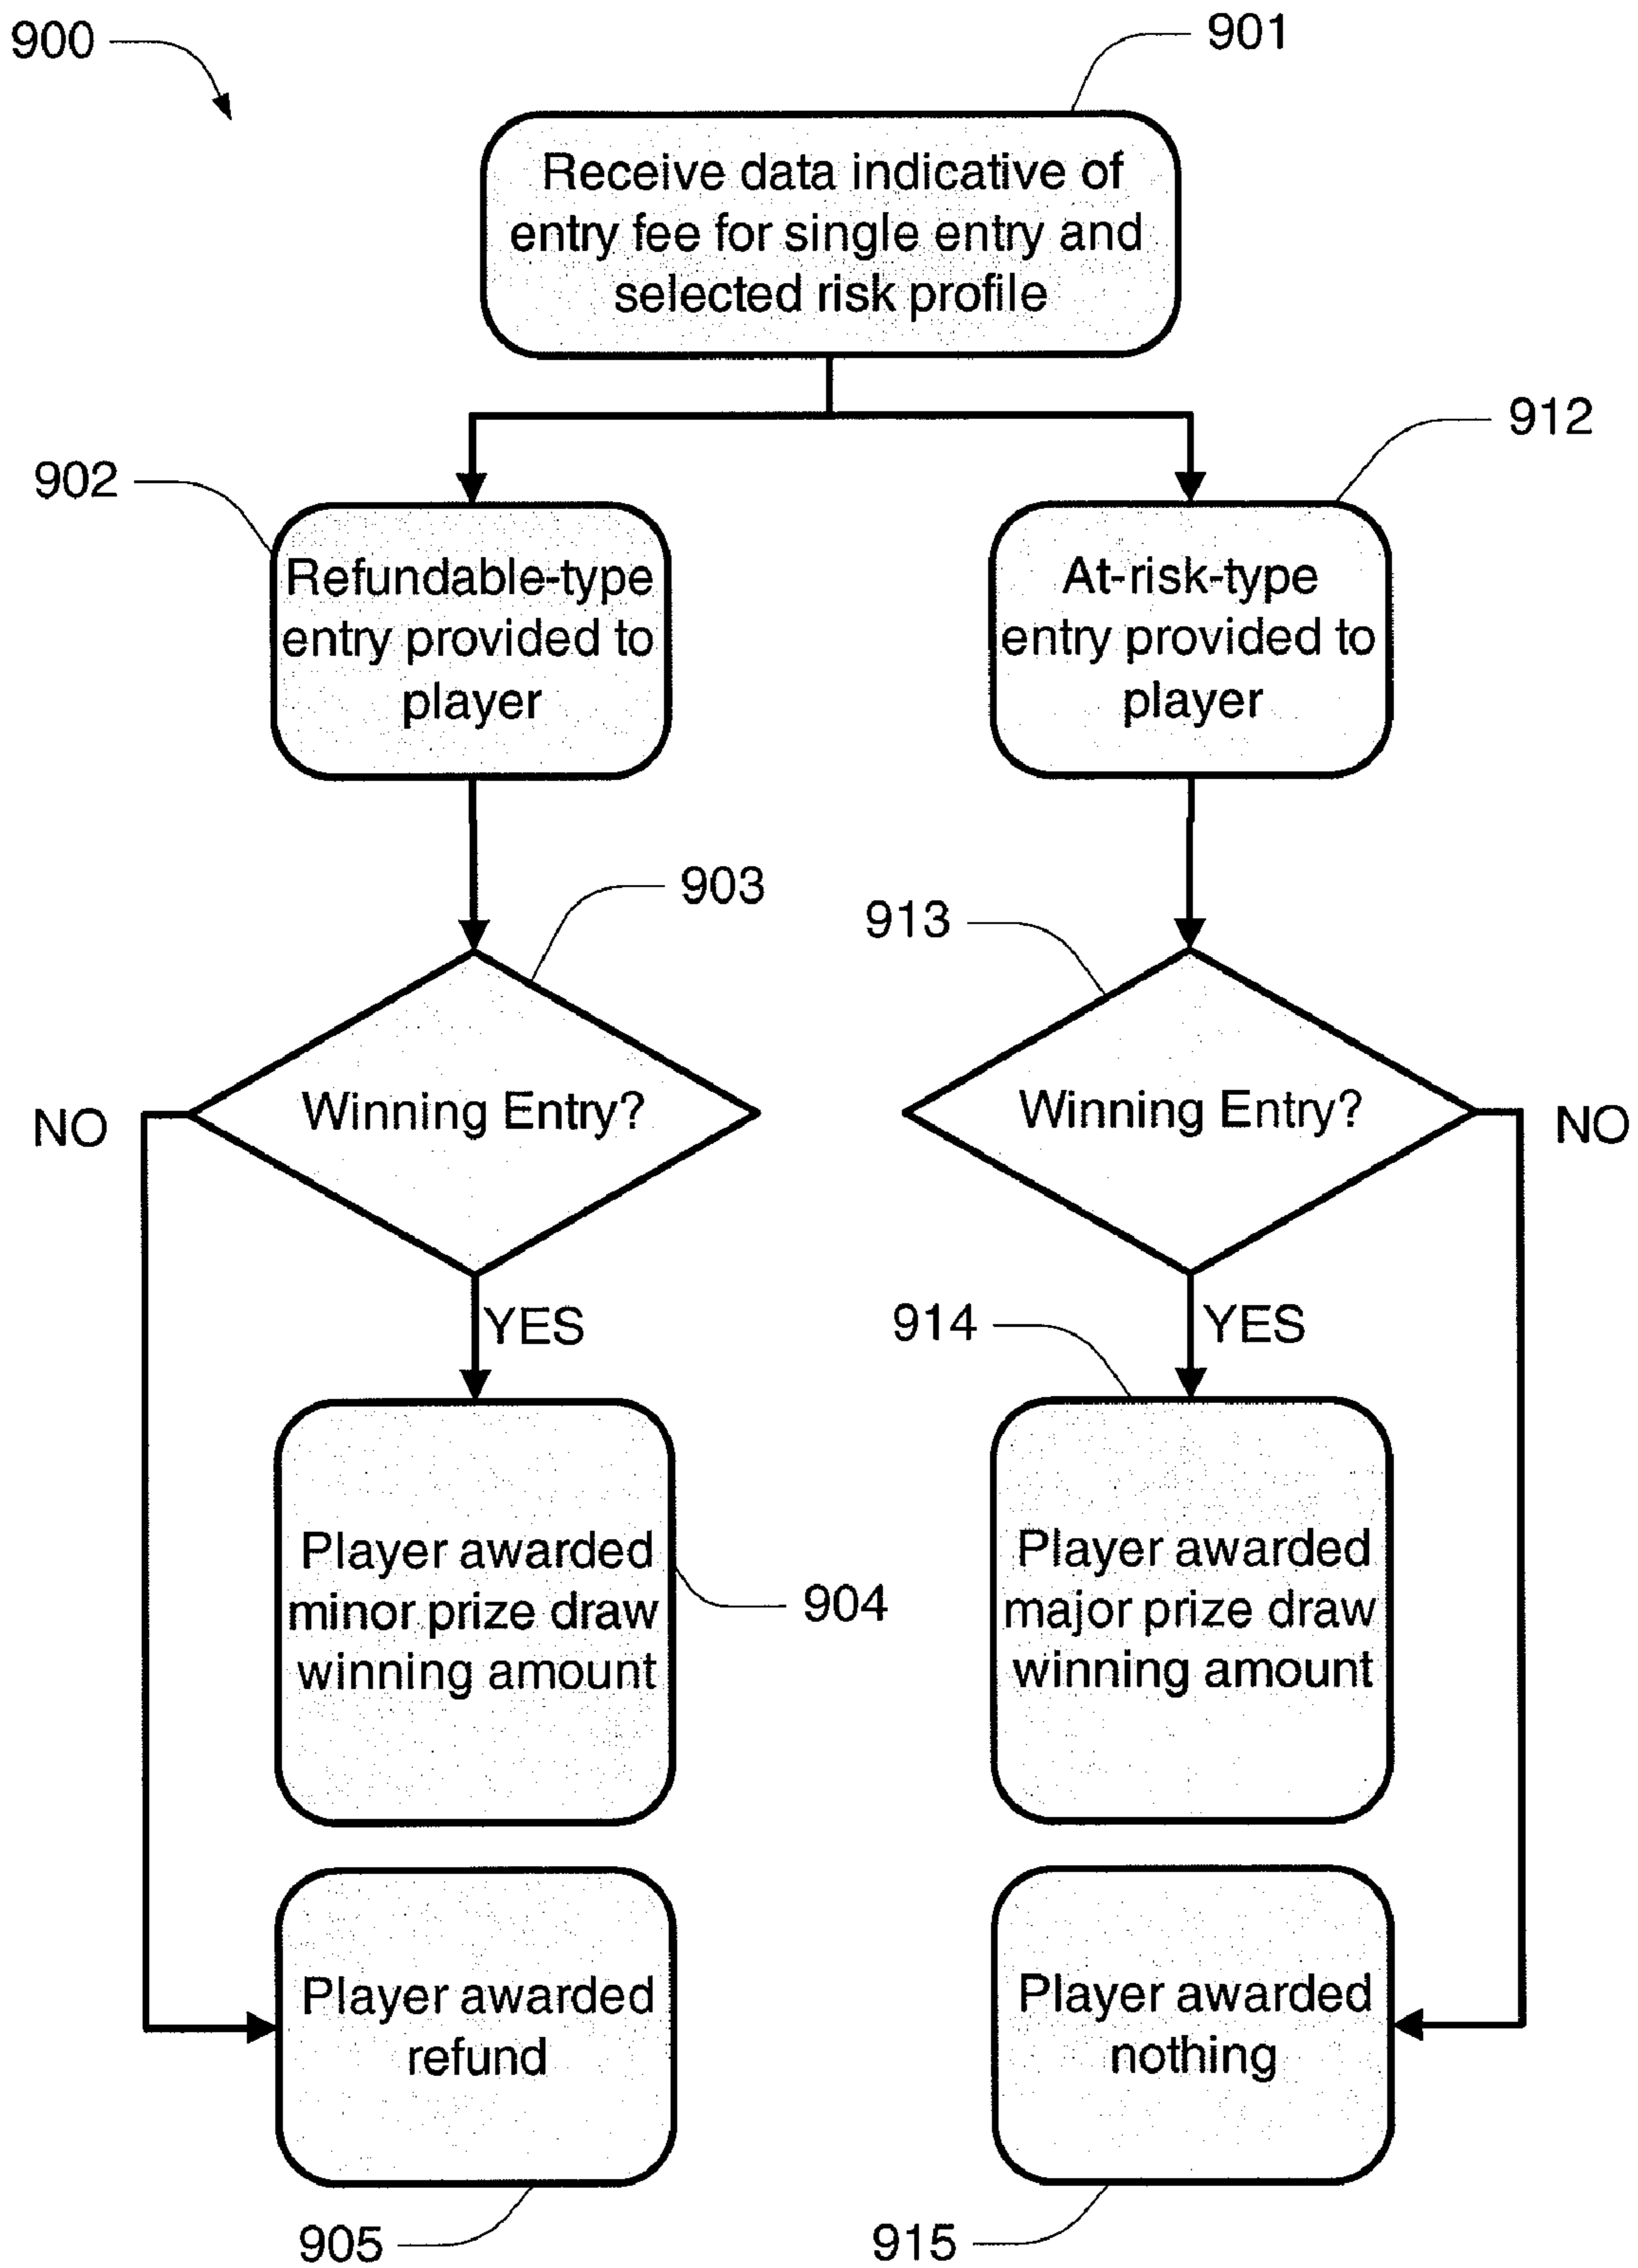 900
901
Receive data indicative of
entry fee for single entry and
selected risk profile
912
902
Refundable-type
entry provided to
player
At-risk-type
entry provided to
player
903
913
Winning Entry?
Winning Entry?
NO
NO
YES
914
YES
Player awarded
minor prize draw
winning amount
904
Player awarded
major prize draw
winning amount
Player awarded
refund
Player awarded
nothing
905
915